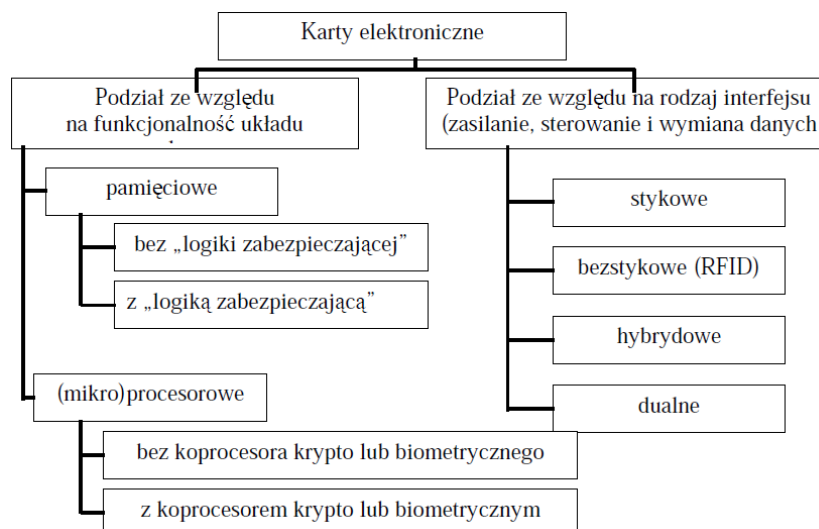 Karty elektroniczne
Podział ze względu
na funkcjonalność układu
pamięciowe
bez „logiki zabezpieczającej”
z „logiką zabezpieczającą”
(mikro)procesorowe
bez koprocesora krypto lub biometrycznego
z koprocesorem krypto lub biometrycznym
Podział ze względu na rodzaj interfejsu
(zasilanie, sterowanie i wymiana danych
stykowe
bezstykowe (RFID)
hybrydowe
dualne